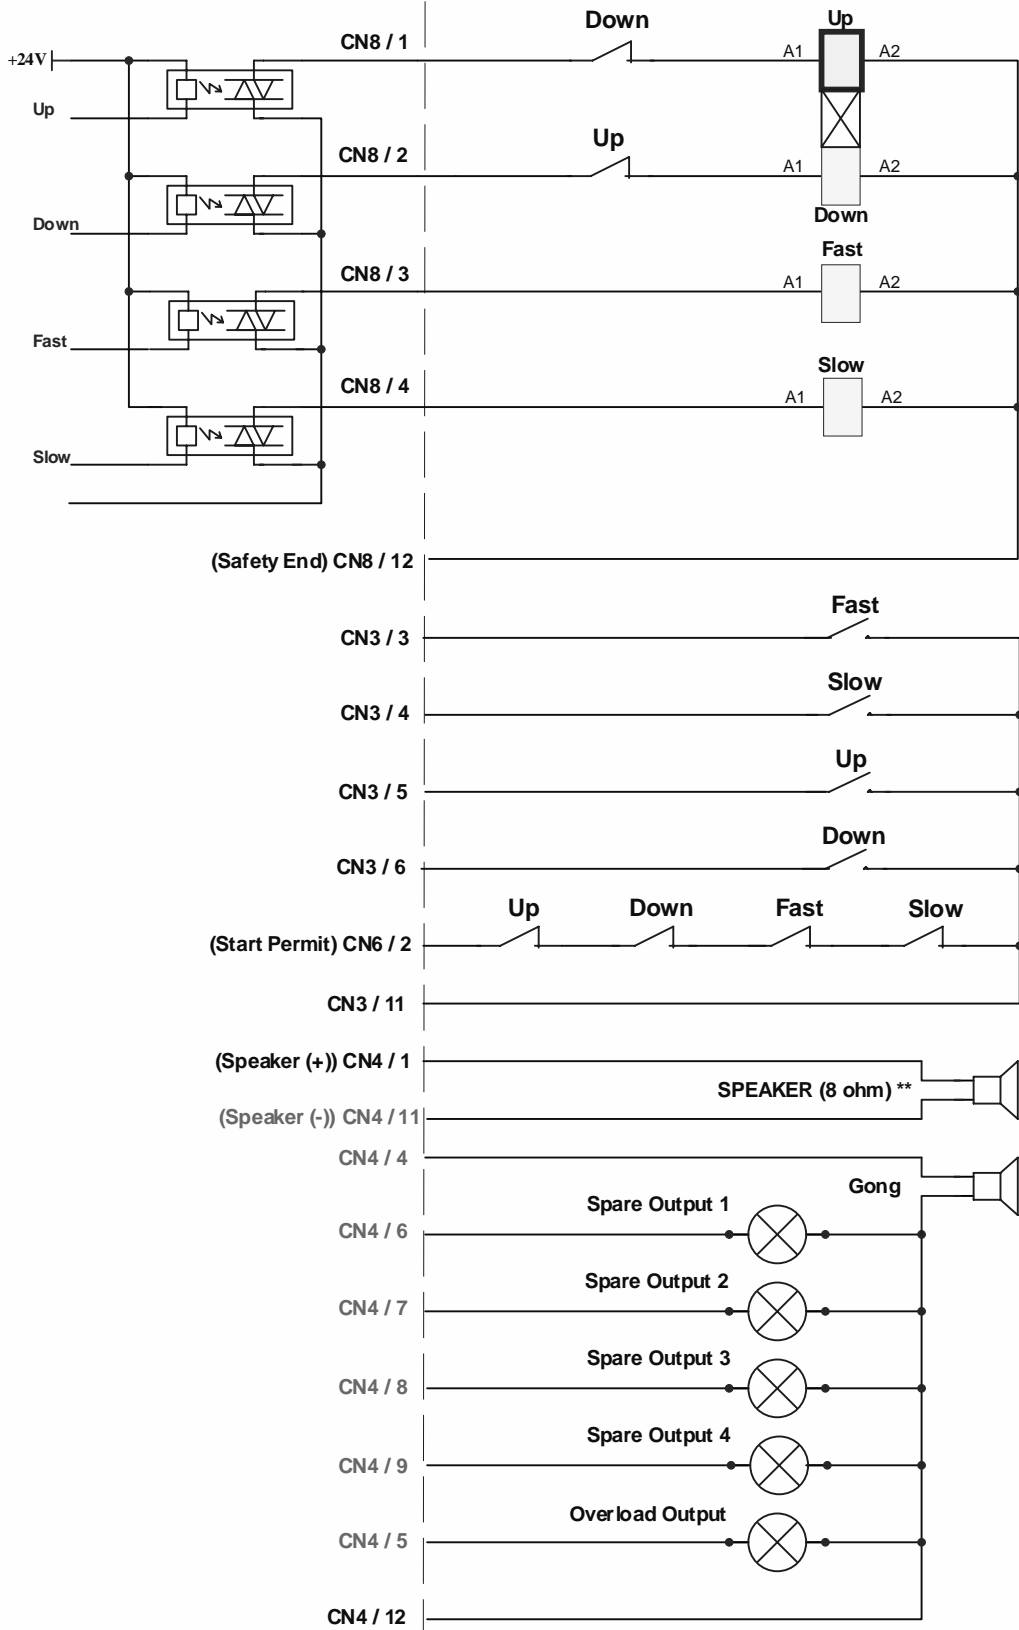 Down
Up
CN8 / 1
+24V
A1
A2
Up
Up
CN8 / 2
A1
A2
Down
Down
Fast
CN8 / 3
A1
A2
Fast
Slow
CN8 / 4
A1
A2
Slow
(Safety End) CN8 / 12
Fast
CN3 / 3
Slow
CN3 / 4
Up
CN3 / 5
Down
CN3 / 6
Up
Down
Fast
Slow
(Start Permit) CN6 / 2
CN3 / 11
(Speaker (+)) CN4 / 1
SPEAKER (8 ohm) **
(Speaker (-)) CN4 / 11
CN4 / 4
Gong
Spare Output 1
CN4 / 6
Spare Output 2
CN4 / 7
Spare Output 3
CN4 / 8
Spare Output 4
CN4 / 9
Overload Output
CN4 / 5
CN4 / 12